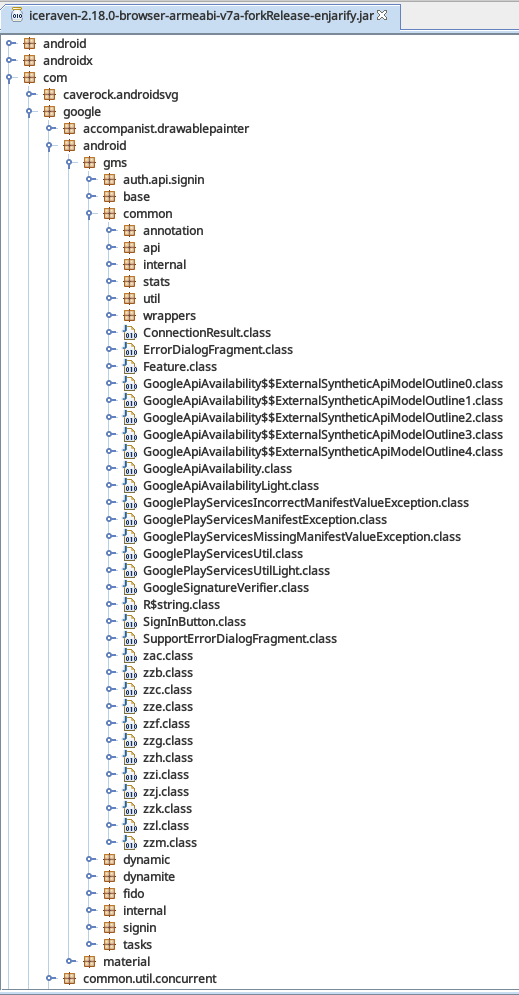 iceraven-2.18.0-browser-armeabi-v7a-forkRelease-enjarify.jar
android
androidx
com
caverock.androidsvg
google
accompanist.drawablepainter
android
gms
auth.api.signin
base
common
annotation
api
internal
stats
util
wrappers
ConnectionResult.class
ErrorDialogFragment.class
Feature.class
GoogleApiAvailability$$ExternalSyntheticApiModelOutline0.class
GoogleApiAvailability$$ExternalSyntheticApiModelOutline1.class
GoogleApiAvailability$$ExternalSyntheticApiModelOutline2.class
GoogleApiAvailability$$ExternalSyntheticApiModelOutline3.class
GoogleApiAvailability$$ExternalSyntheticApiModelOutline4.class
GoogleApiAvailability.class
GoogleApiAvailabilityLight.class
GooglePlayServicesIncorrectManifestValueException.class
GooglePlayServicesManifestException.class
GooglePlayServicesMissingManifestValueException.class
GooglePlayServicesUtil.class
GooglePlayServicesUtilLight.class
GoogleSignatureVerifier.class
R$string.class
SignInButton.class
SupportErrorDialogFragment.class
zac.class
zzb.class
zzc.class
zze.class
zzf.class
zzg.class
zzh.class
zzi.class
zzj.class
zzk.class
zzl.class
zzm.class
dynamic
dynamite
fido
internal
signin
tasks
material
common.util.concurrent